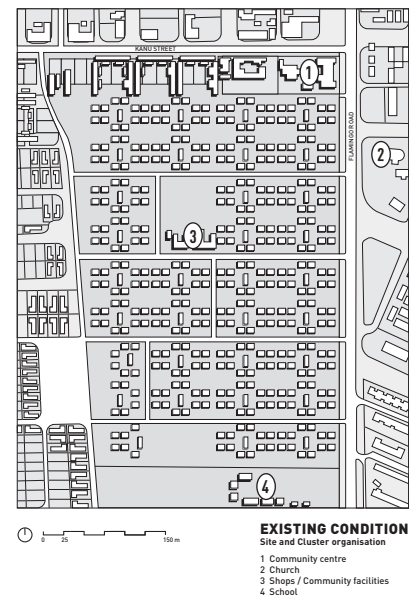 KANU STREET
1
FLAMINGO ROAD
2
3
4
0 25 150 m
EXISTING CONDITION
Site and Cluster organisation
1 Community centre
2 Church
3 Shops / Community facilities
4 School